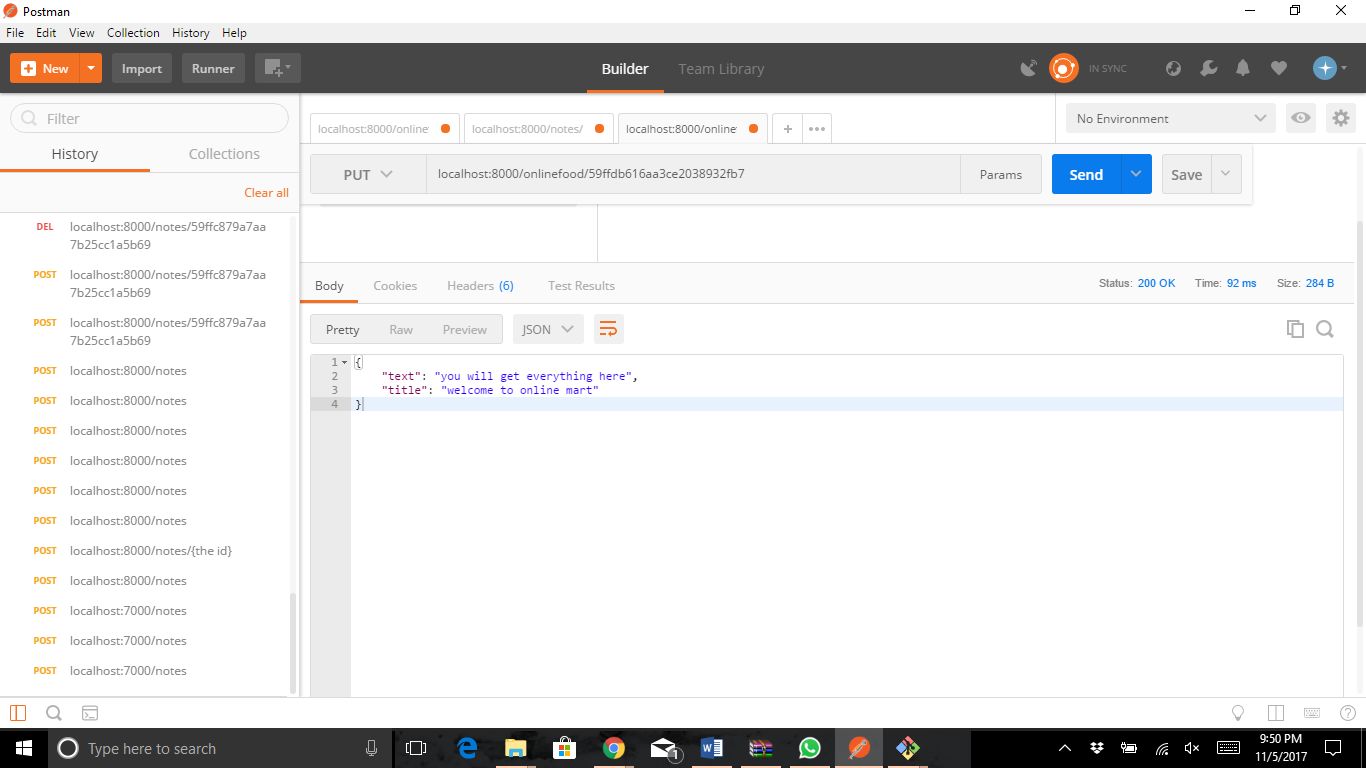 Postman
File Edit View Collection History Help
New Import Runner Builder Team Library IN SYNC
Filter
History Collections
Clear all
DEL localhost:8000/notes/59ffc879a7aa
7b25cc1a5b69
POST localhost:8000/notes/59ffc879a7aa
7b25cc1a5b69
POST localhost:8000/notes/59ffc879a7aa
7b25cc1a5b69
POST localhost:8000/notes
POST localhost:8000/notes
POST localhost:8000/notes
POST localhost:8000/notes
POST localhost:8000/notes
POST localhost:8000/notes
POST localhost:8000/notes/{the id}
POST localhost:8000/notes
POST localhost:7000/notes
POST localhost:7000/notes
POST localhost:7000/notes
localhost:8000/online localhost:8000/notes/ localhost:8000/online + ••• No Environment
PUT localhost:8000/onlinefood/59ffdb616aa3ce2038932fb7 Params Send Save
Body Cookies Headers (6) Test Results Status: 200 OK Time: 92 ms Size: 284 B
Pretty Raw Preview JSON
1 {
2 "text": "you will get everything here",
3 "title": "welcome to online mart"
4 }
Type here to search 1 9:50 PM
11/5/2017